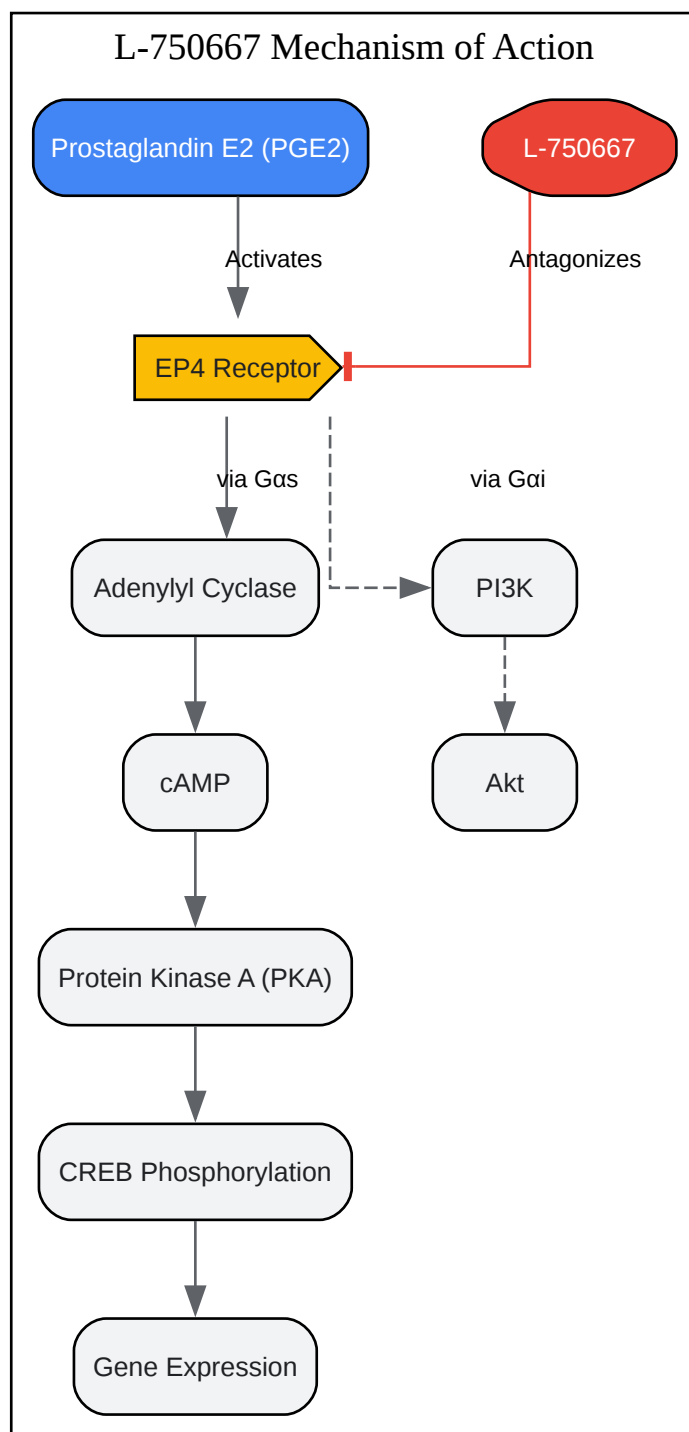 L-750667 Mechanism of Action
Prostaglandin E2 (PGE2)
L-750667
Activates
Antagonizes
EP4 Receptor
via Gαs
via Gαi
Adenylyl Cyclase
PI3K
cAMP
Akt
Protein Kinase A (PKA)
CREB Phosphorylation
Gene Expression